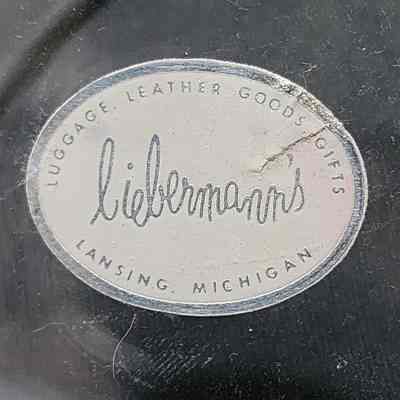 LUGGAGE. LEATHER GOODS, GIFTS
liebermann's
LANSING, MICHIGAN